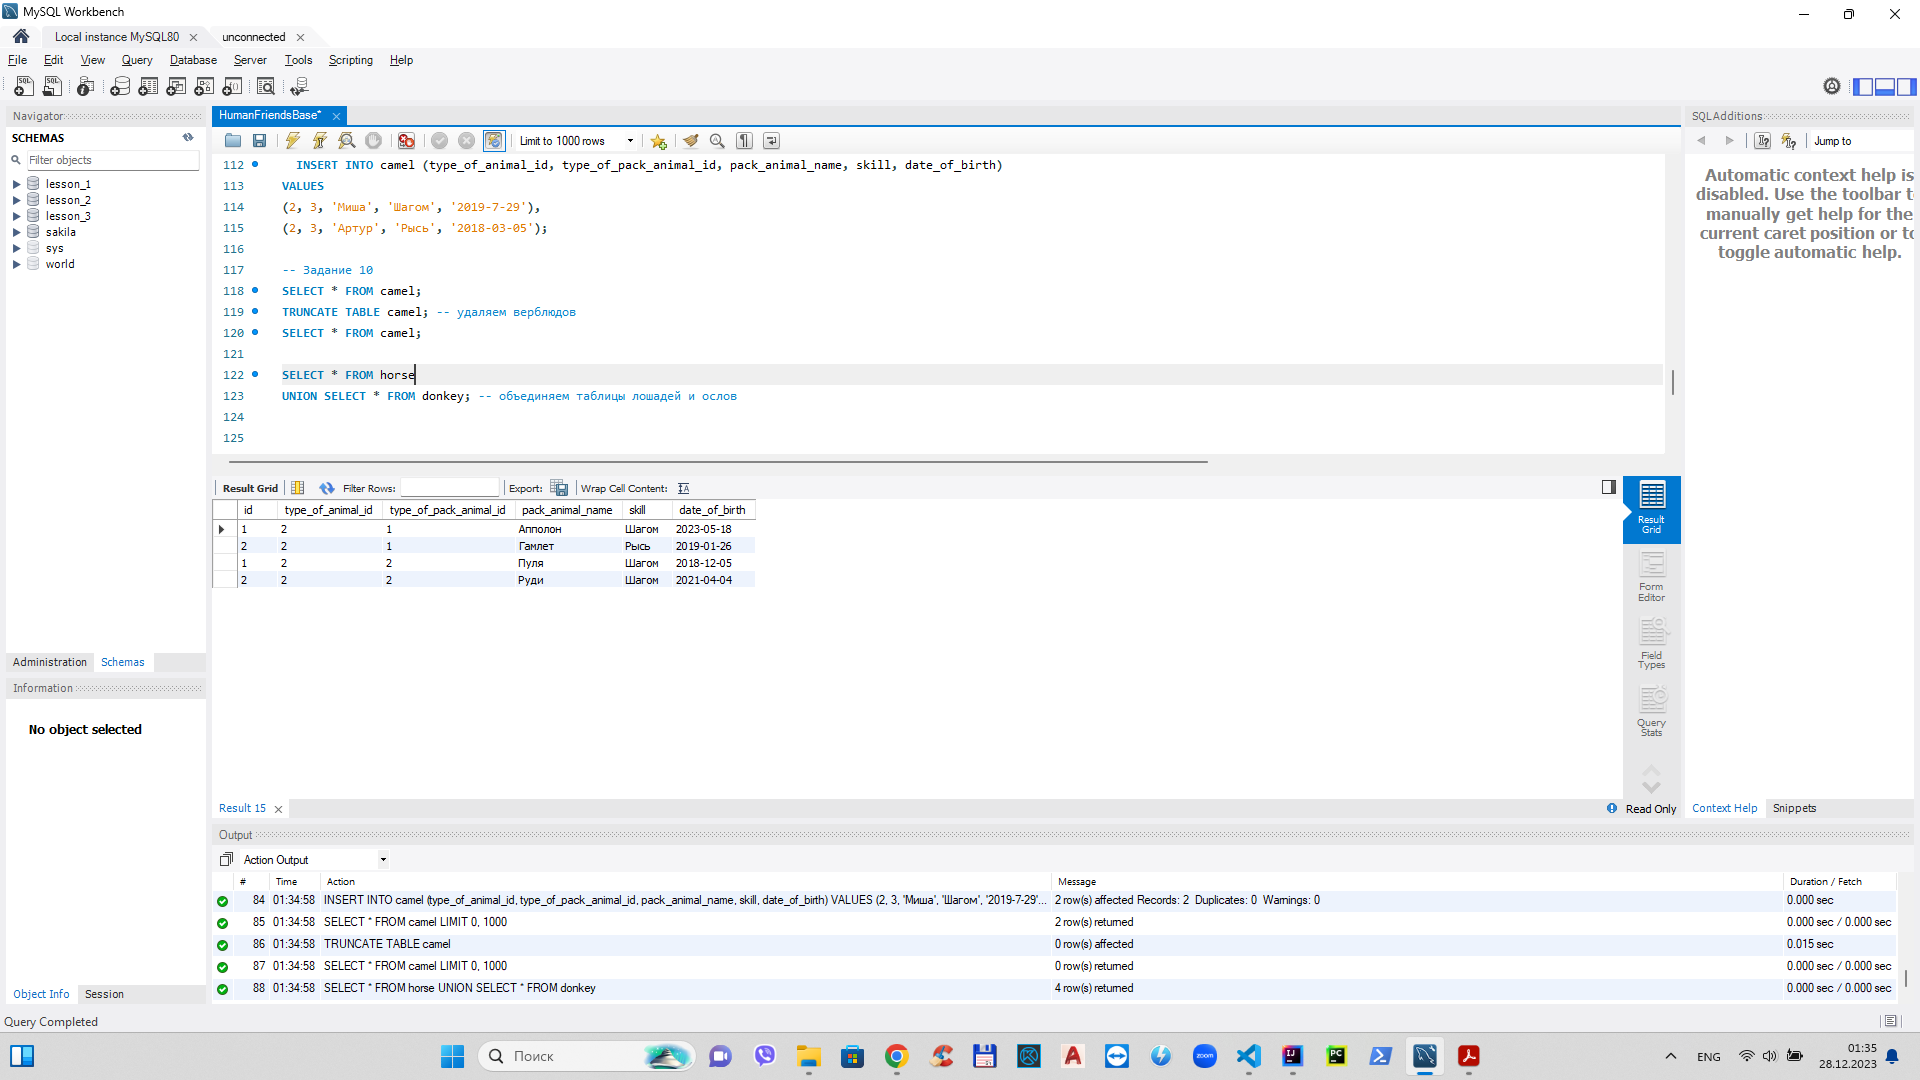 MySQL Workbench
Local instance MySQL80
unconnected
File Edit View Query Database Server Tools Scripting Help
Navigator
SCHEMAS
Filter objects
lesson_1
lesson_2
lesson_3
sakila
sys
world
Administration Schemas
Information
No object selected
Object Info Session
HumanFriendsBase*
Limit to 1000 rows
112 INSERT INTO camel (type_of_animal_id, type_of_pack_animal_id, pack_animal_name, skill, date_of_birth)
113 VALUES
114 (2, 3, 'Миша', 'Шагом', '2019-7-29'),
115 (2, 3, 'Артур', 'Рысь', '2018-03-05');
116
117 -- Задание 10
118 SELECT * FROM camel;
119 TRUNCATE TABLE camel; -- удаляем верблюдов
120 SELECT * FROM camel;
121
122 SELECT * FROM horse
123 UNION SELECT * FROM donkey; -- объединяем таблицы лошадей и ослов
124
125
Result Grid Filter Rows: Export: Wrap Cell Content:
id type_of_animal_id type_of_pack_animal_id pack_animal_name skill date_of_birth
1 2 1 Апполон Шагом 2023-05-18
2 2 1 Гамлет Рысь 2019-01-26
1 2 2 Пуля Шагом 2018-12-05
2 2 2 Руди Шагом 2021-04-04
Result Grid
Form Editor
Field Types
Query Stats
Result 15
Read Only
SQLAdditions
Jump to
Automatic context help is
disabled. Use the toolbar t
manually get help for the
current caret position or to
toggle automatic help.
Context Help Snippets
Output
Action Output
# Time Action Message Duration / Fetch
84 01:34:58 INSERT INTO camel (type_of_animal_id, type_of_pack_animal_id, pack_animal_name, skill, date_of_birth) VALUES (2, 3, 'Миша', 'Шагом', '2019-7-29'... 2 row(s) affected Records: 2 Duplicates: 0 Warnings: 0 0.000 sec
85 01:34:58 SELECT * FROM camel LIMIT 0, 1000 2 row(s) returned 0.000 sec / 0.000 sec
86 01:34:58 TRUNCATE TABLE camel 0 row(s) affected 0.015 sec
87 01:34:58 SELECT * FROM camel LIMIT 0, 1000 0 row(s) returned 0.000 sec / 0.000 sec
88 01:34:58 SELECT * FROM horse UNION SELECT * FROM donkey 4 row(s) returned 0.000 sec / 0.000 sec
Query Completed
Поиск
zoom
IJ
PC
ENG
01:35
28.12.2023